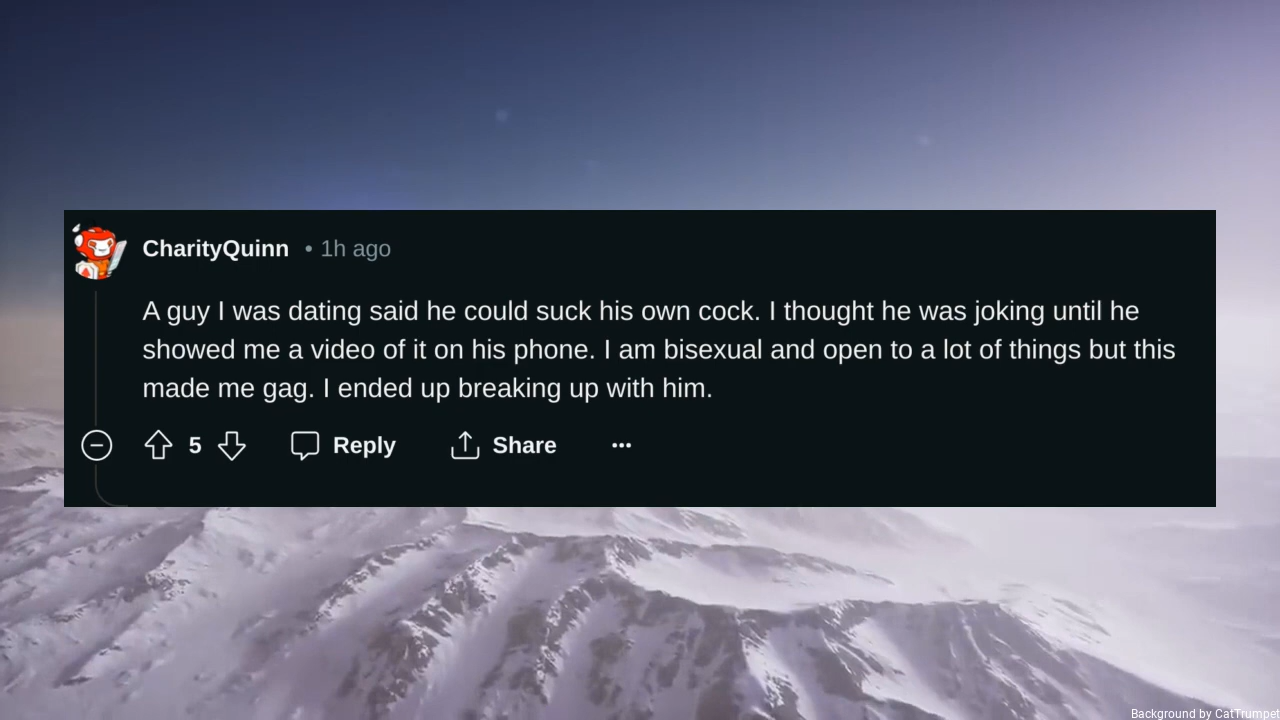 CharityQuinn • 1h ago
A guy I was dating said he could suck his own cock. I thought he was joking until he
showed me a video of it on his phone. I am bisexual and open to a lot of things but this
made me gag. I ended up breaking up with him.
5 Reply Share ···
Background by CatTrumpet